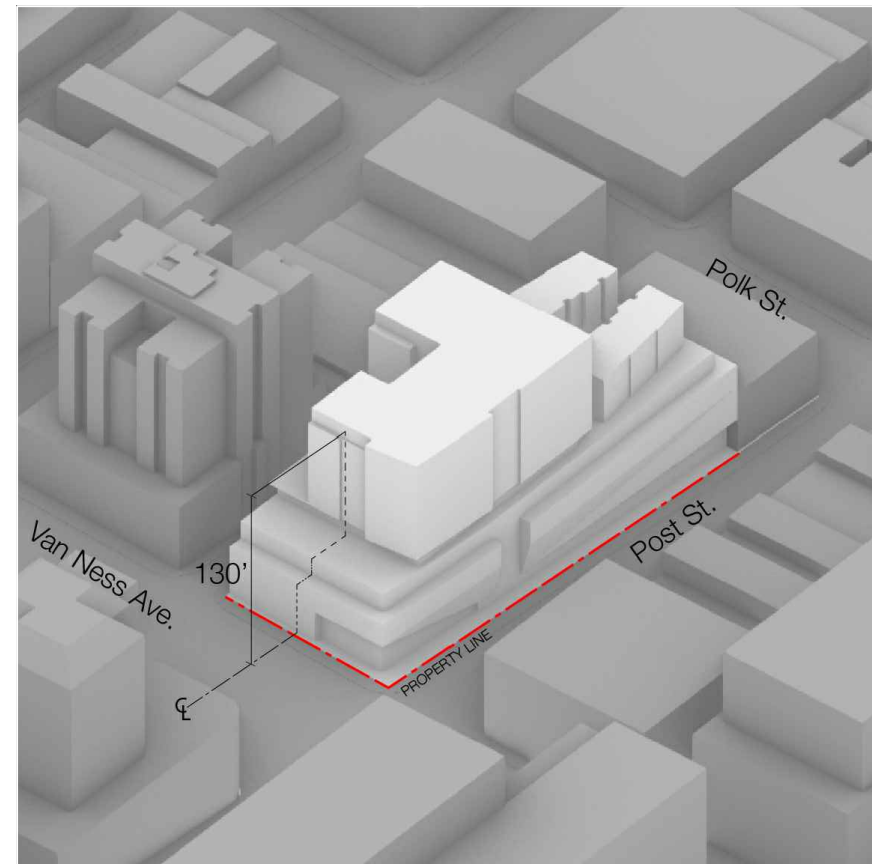 Polk St.
Post St.
Van Ness Ave.
130’
PROPERTY LINE
℄